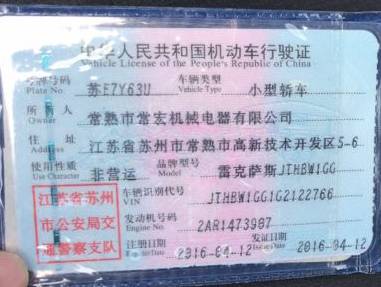 中华人民共和国机动车行驶证
Vehicle License of the People's Republic of China
号牌号码 苏E7Y63U 车辆类型 小型轿车
Plate No. Vehicle Type
所有人 常熟市常宏机械电器有限公司
Owner
住址 江苏省苏州市常熟市高新技术开发区5-6
Address
使用性质 非营运 品牌型号 雷克萨斯JTHBW1GG
Use Character Model
江苏省苏州 车辆识别代号 JTHBW1GG1G2122766
VIN
市公安局交 发动机号码 2AR1473987
Engine No.
通警察支队 注册日期 2016-04-12 发证日期 2016-04-12
Register Date Issue Date